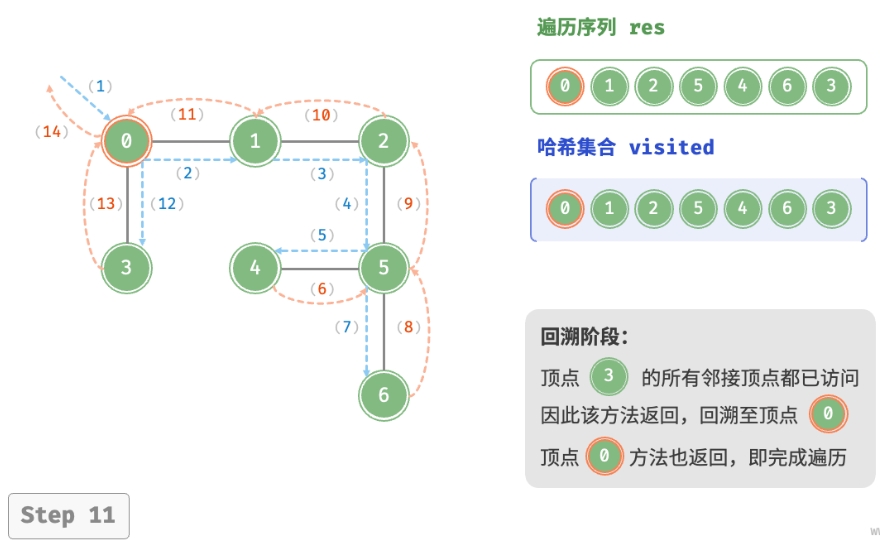 遍历序列 res
0 1 2 5 4 6 3
哈希集合 visited
0 1 2 5 4 6 3
(1)
(14)
(11)
(10)
0
1
2
(2)
(3)
(13)
(12)
(4)
(9)
(5)
3
4
5
(6)
(7)
(8)
6
回溯阶段：
顶点 3 的所有邻接顶点都已访问
因此该方法返回，回溯至顶点 0
顶点 0 方法也返回，即完成遍历
Step 11